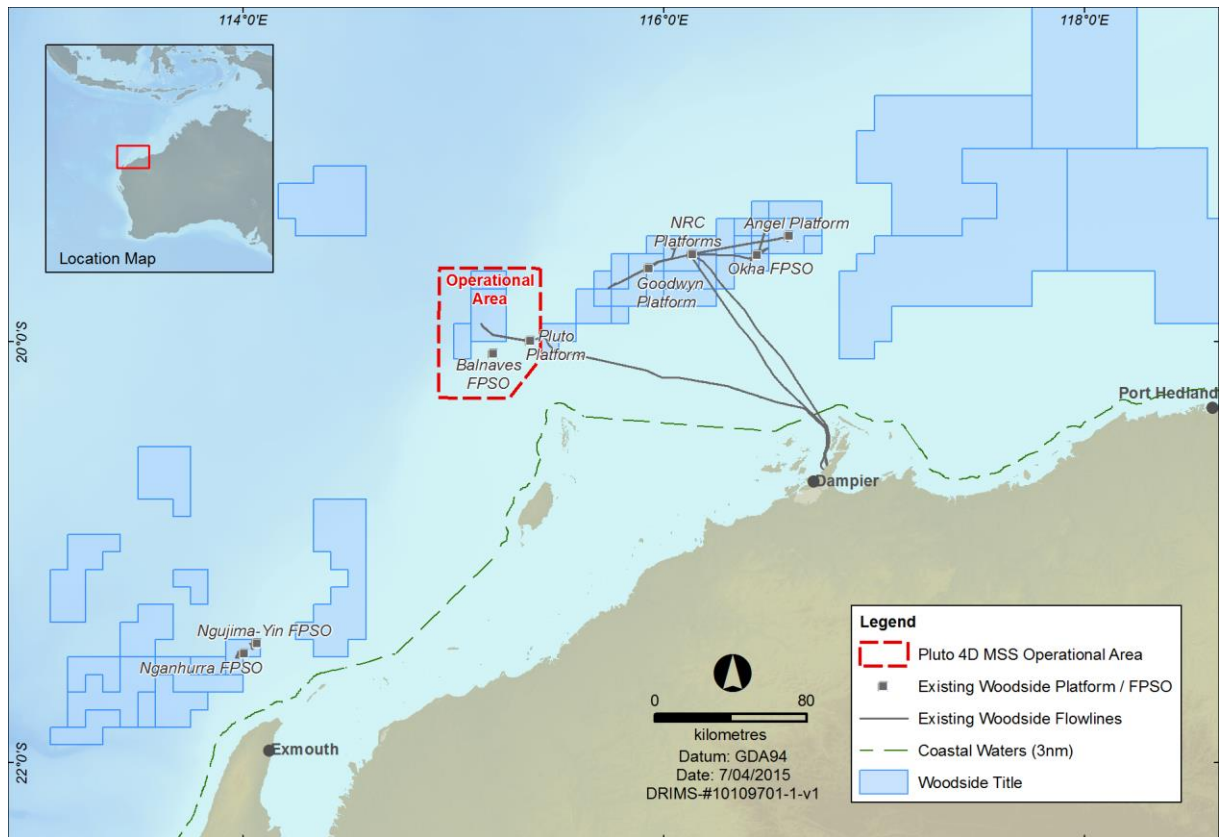 114°0'E
116°0'E
118°0'E
Location Map
NRC
Platforms
Angel Platform
Okha FPSO
Goodwyn
Platform
Operational
Area
20°0'S
Pluto
Platform
Balnaves
FPSO
Port Hedland
Dampier
Ngujima-Yin FPSO
Nganhurra FPSO
Exmouth
22°0'S
0
80
kilometres
Datum: GDA94
Date: 7/04/2015
DRIMS-#10109701-1-v1
Legend
Pluto 4D MSS Operational Area
Existing Woodside Platform / FPSO
Existing Woodside Flowlines
Coastal Waters (3nm)
Woodside Title